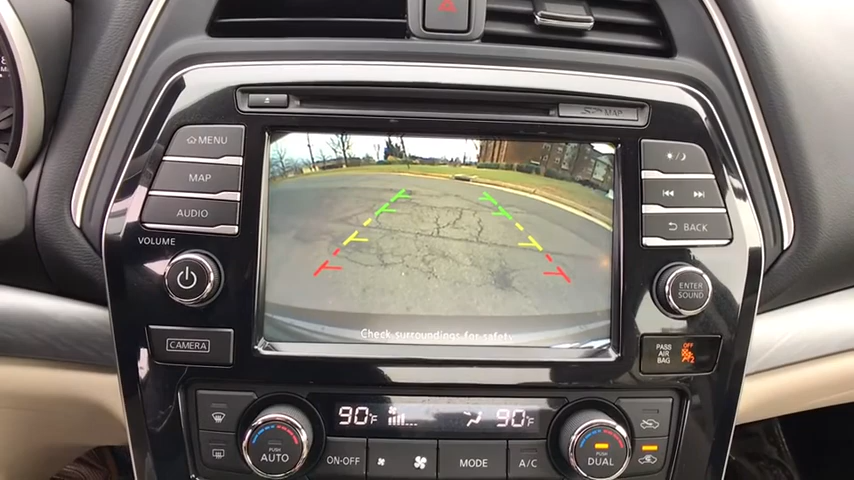 SD MAP
MENU
MAP
AUDIO
VOLUME
BACK
ENTER
SOUND
Check surroundings for safety
CAMERA
PASS
AIR
BAG
OFF
90°F
90°F
PUSH
AUTO
ON·OFF
MODE
A/C
PUSH
DUAL